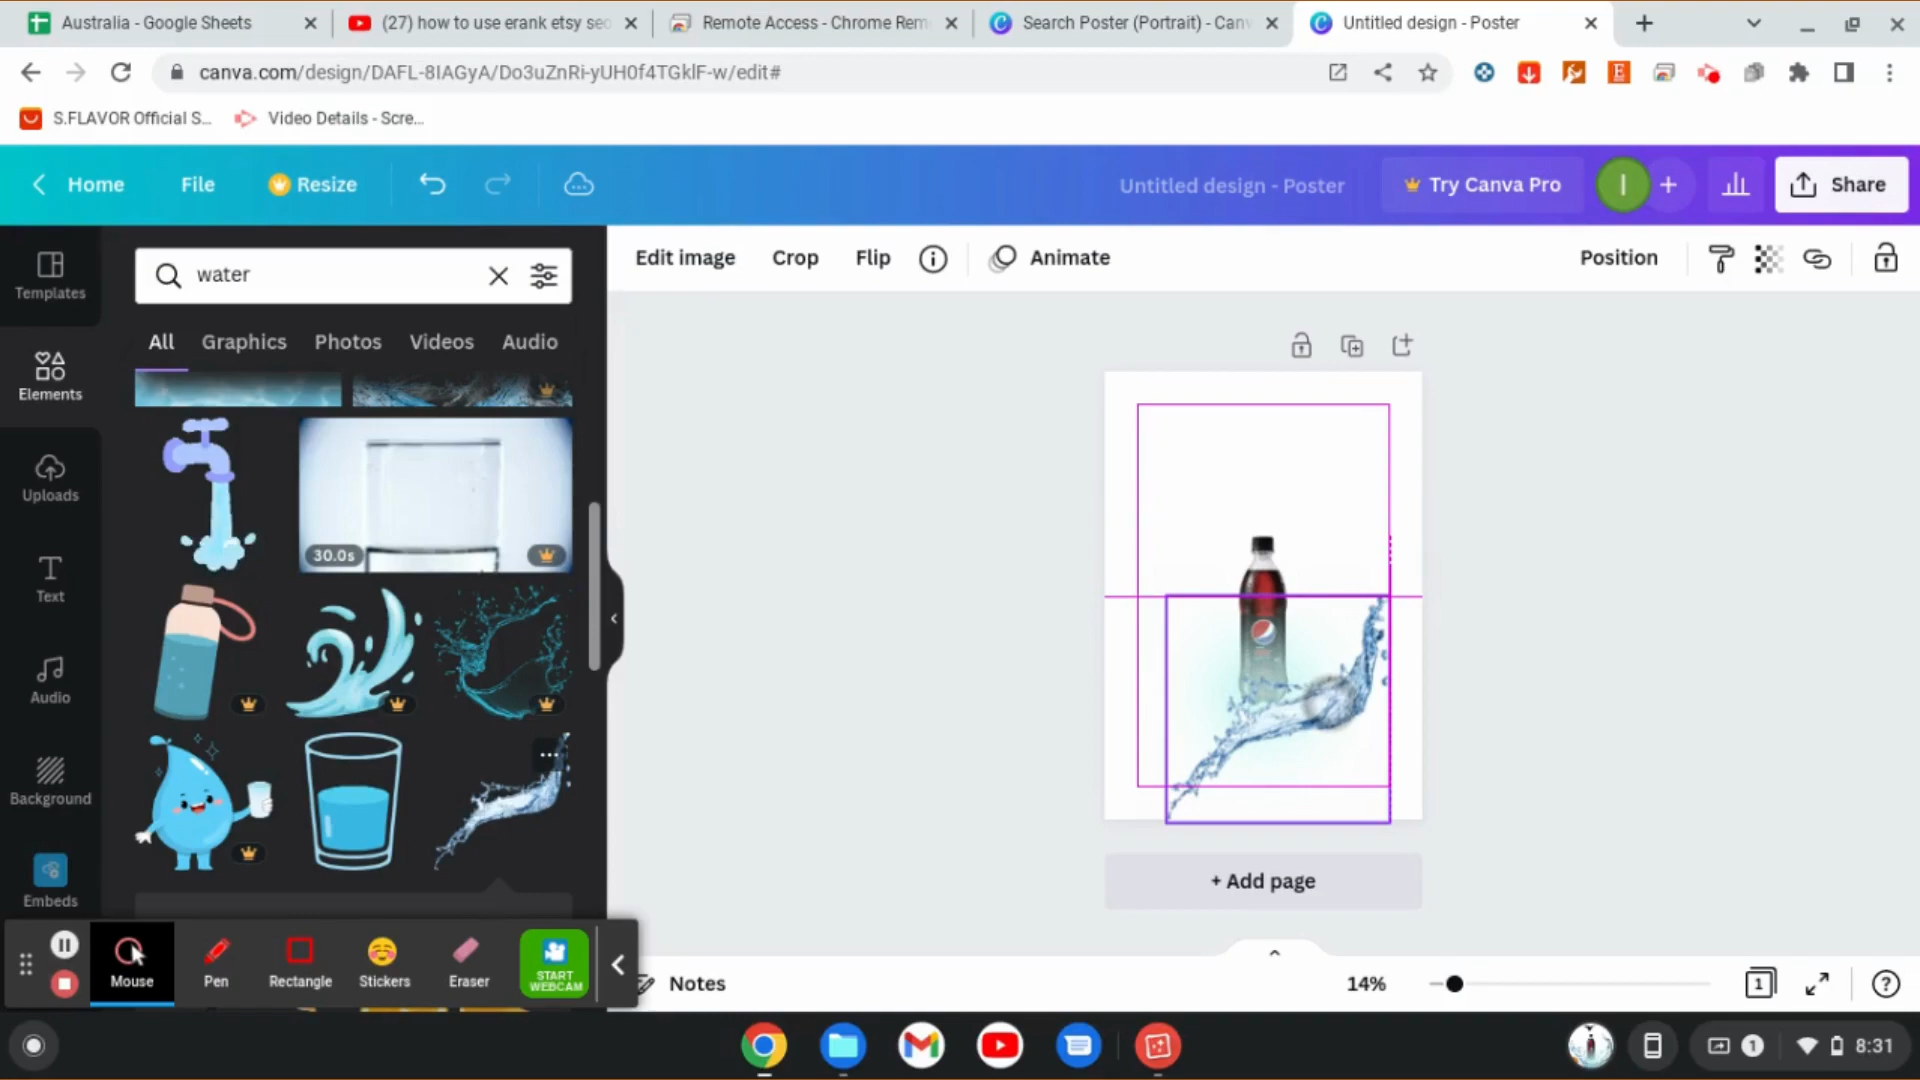 Australia - Google Sheets
(27) how to use erank etsy seo
Remote Access - Chrome Rem
Search Poster (Portrait) - Canv
Untitled design - Poster
canva.com/design/DAFL-8IAGyA/Do3uZnRi-yUH0f4TGklF-w/edit#
S.FLAVOR Official S...
Video Details - Scre...
Home
File
Resize
Untitled design - Poster
Try Canva Pro
I
Share
Templates
Elements
Uploads
Text
Audio
Background
Embeds
water
All
Graphics
Photos
Videos
Audio
30.0s
Edit image
Crop
Flip
Animate
Position
+ Add page
Mouse
Pen
Rectangle
Stickers
Eraser
START
WEBCAM
Notes
14%
1
1
8:31